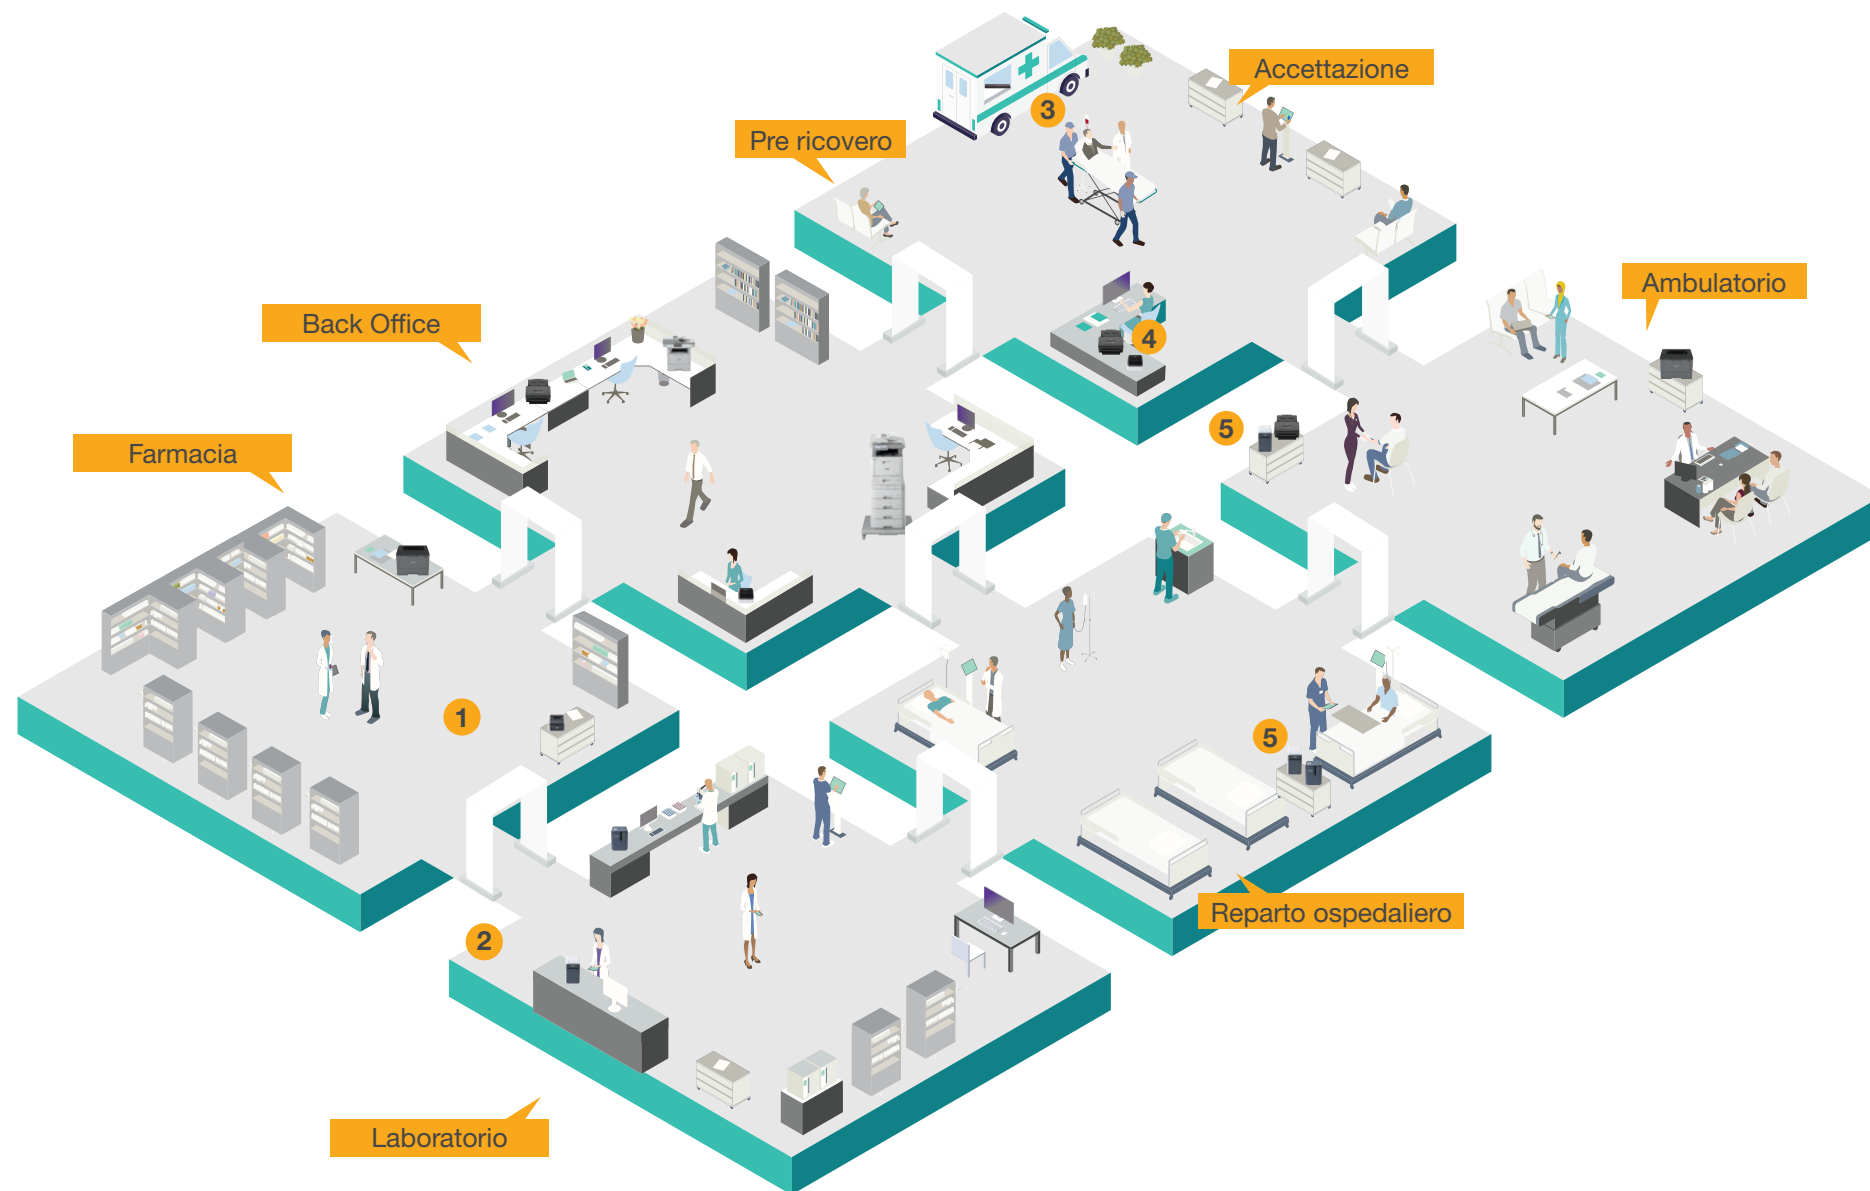 Accettazione
3
Pre ricovero
Ambulatorio
Back Office
4
5
Farmacia
1
5
Reparto ospedaliero
2
Laboratorio